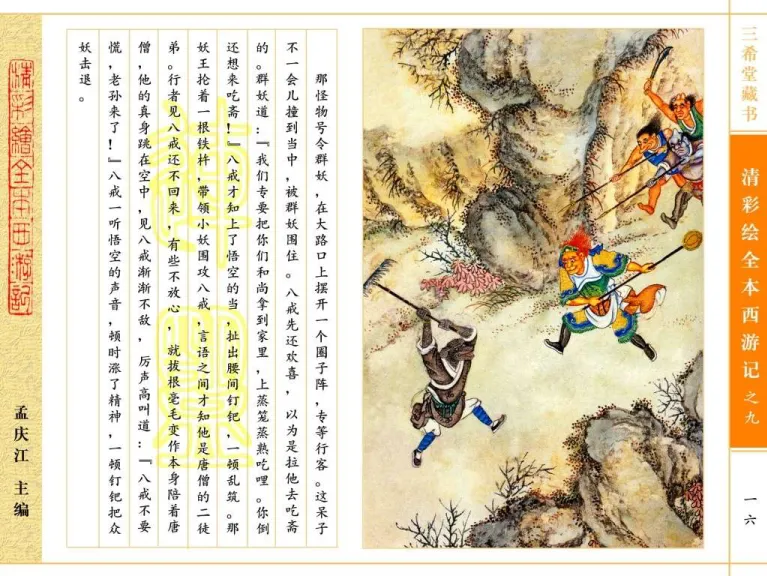 三希堂藏书
清彩绘全本西游记之九
一六
那怪物号令群妖，在大路口上摆开一个圈子阵，专等行客。这呆子
不一会儿撞到当中，被群妖围住。八戒先还欢喜，以为是拉他去吃斋
的。群妖道：『我们专要把你们和尚拿到家里，上蒸笼蒸熟吃哩。你倒
还想来吃斋！』八戒才知上了悟空的当，扯出腰间钉钯，一顿乱筑。那
妖王抡着一根铁杵，带领小妖围攻八戒，言语之间才知他是唐僧的二徒
弟。行者见八戒还不回来，有些不放心，就拔根毫毛变作本身陪着唐
僧，他的真身跳在空中，见八戒渐渐不敌，厉声高叫道：『八戒不要
慌，老孙来了！』八戒一听悟空的声音，顿时涨了精神，一顿钉钯把众
妖击退。
清彩繪全本西游記
孟庆江 主编